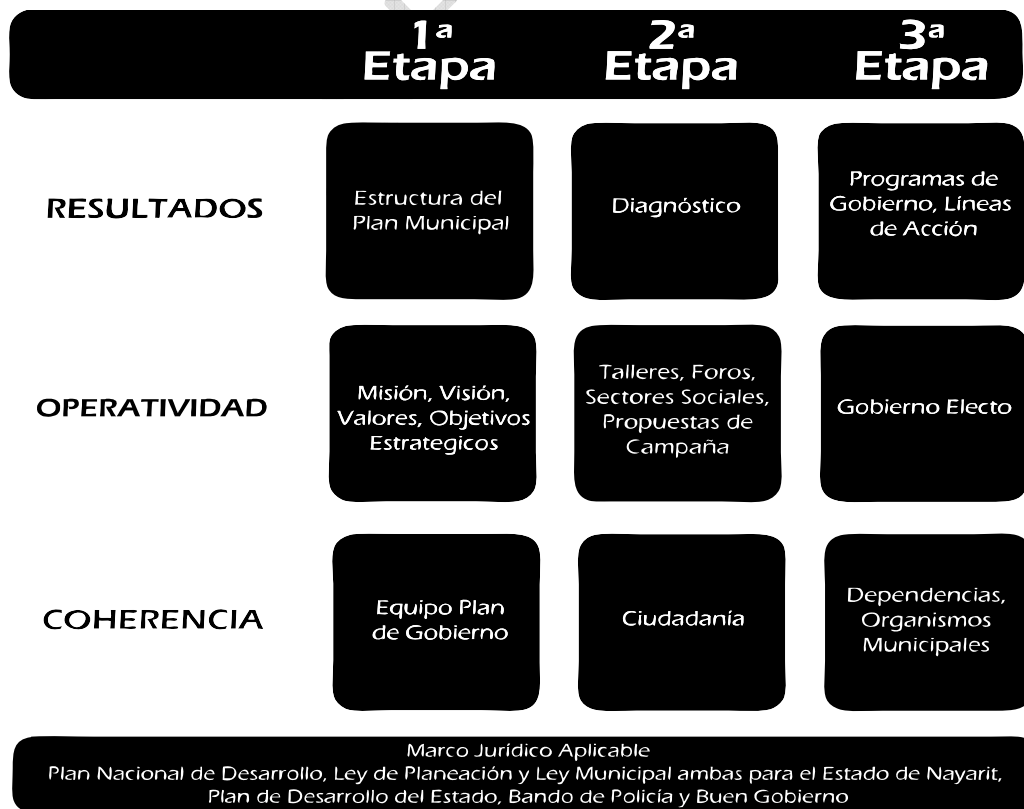 1ª
Etapa
2ª
Etapa
3ª
Etapa
RESULTADOS
Estructura del
Plan Municipal
Diagnóstico
Programas de
Gobierno, Líneas
de Acción
OPERATIVIDAD
Misión, Visión,
Valores, Objetivos
Estrategicos
Talleres, Foros,
Sectores Sociales,
Propuestas de
Campaña
Gobierno Electo
COHERENCIA
Equipo Plan
de Gobierno
Ciudadanía
Dependencias,
Organismos
Municipales
Marco Jurídico Aplicable
Plan Nacional de Desarrollo, Ley de Planeación y Ley Municipal ambas para el Estado de Nayarit,
Plan de Desarrollo del Estado, Bando de Policía y Buen Gobierno